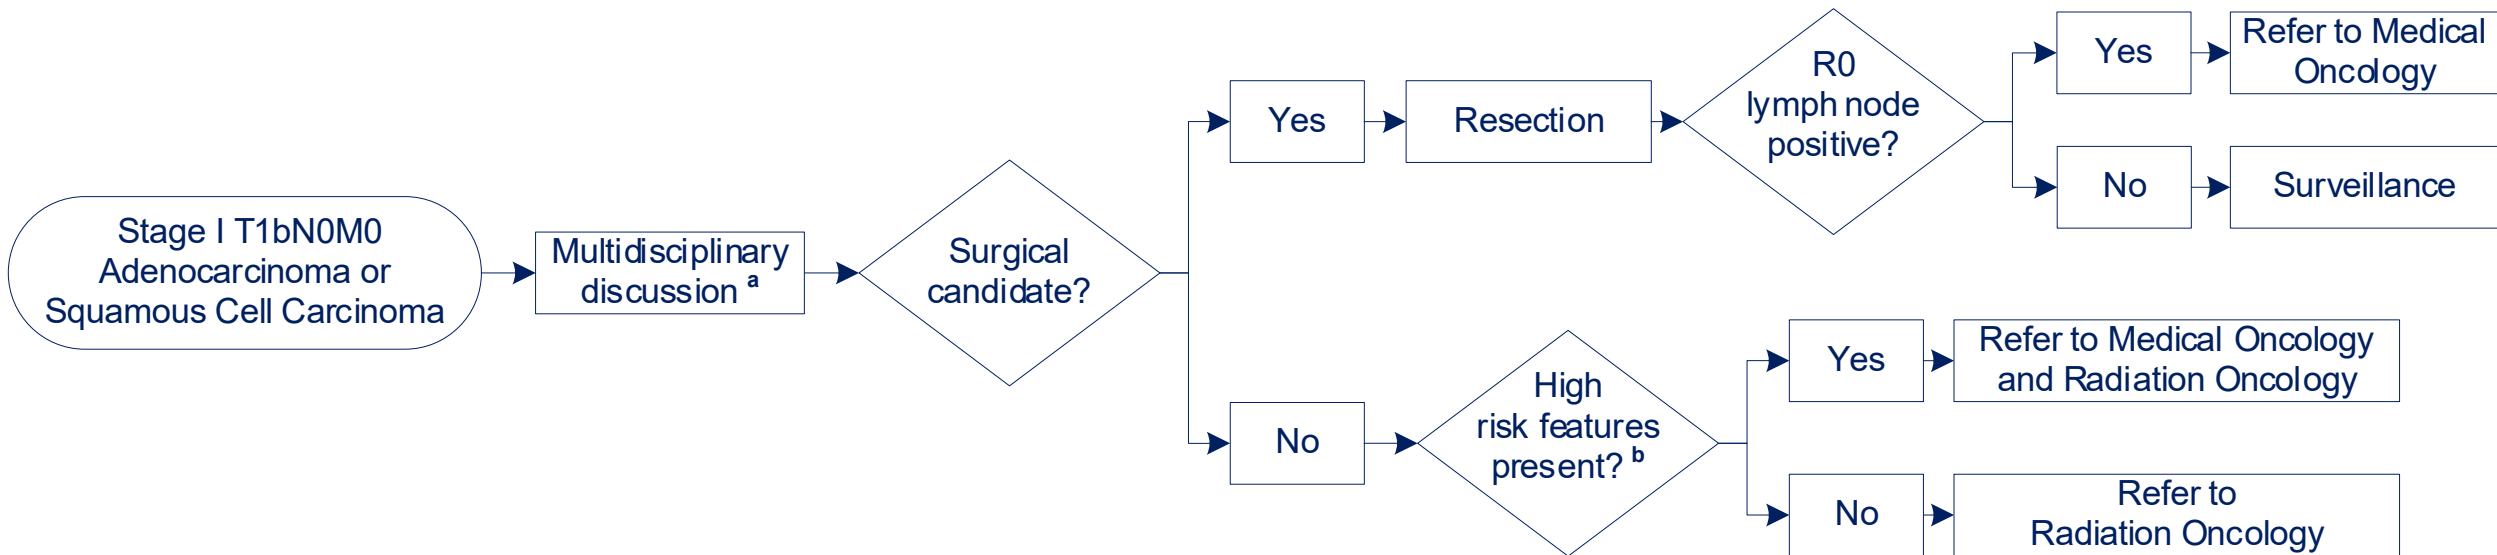 Stage I T1bN0M0
Adenocarcinoma or
Squamous Cell Carcinoma
Multidisciplinary
discussion a
Surgical
candidate?
Yes
Resection
R0
lymph node
positive?
Yes
Refer to Medical
Oncology
No
Surveillance
No
High
risk features
present? b
Yes
Refer to Medical Oncology
and Radiation Oncology
No
Refer to
Radiation Oncology